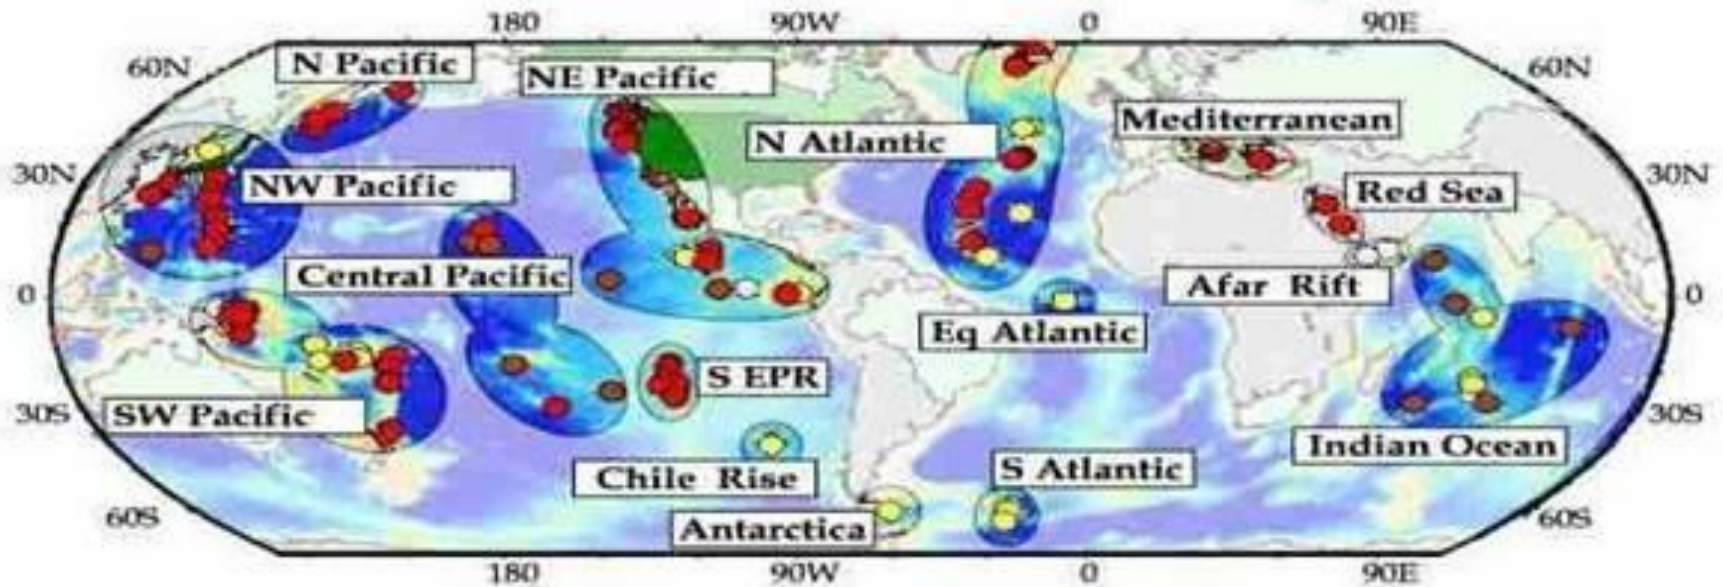 180 90W 0 90E
60N N Pacific NE Pacific 60N
N Atlantic Mediterranean
30N NW Pacific Red Sea 30N
Central Pacific Afar Rift
0 0
Eq Atlantic
S EPR
30S SW Pacific 30S
Indian Ocean
Chile Rise S Atlantic
60S Antarctica 60S
180 90W 0 90E